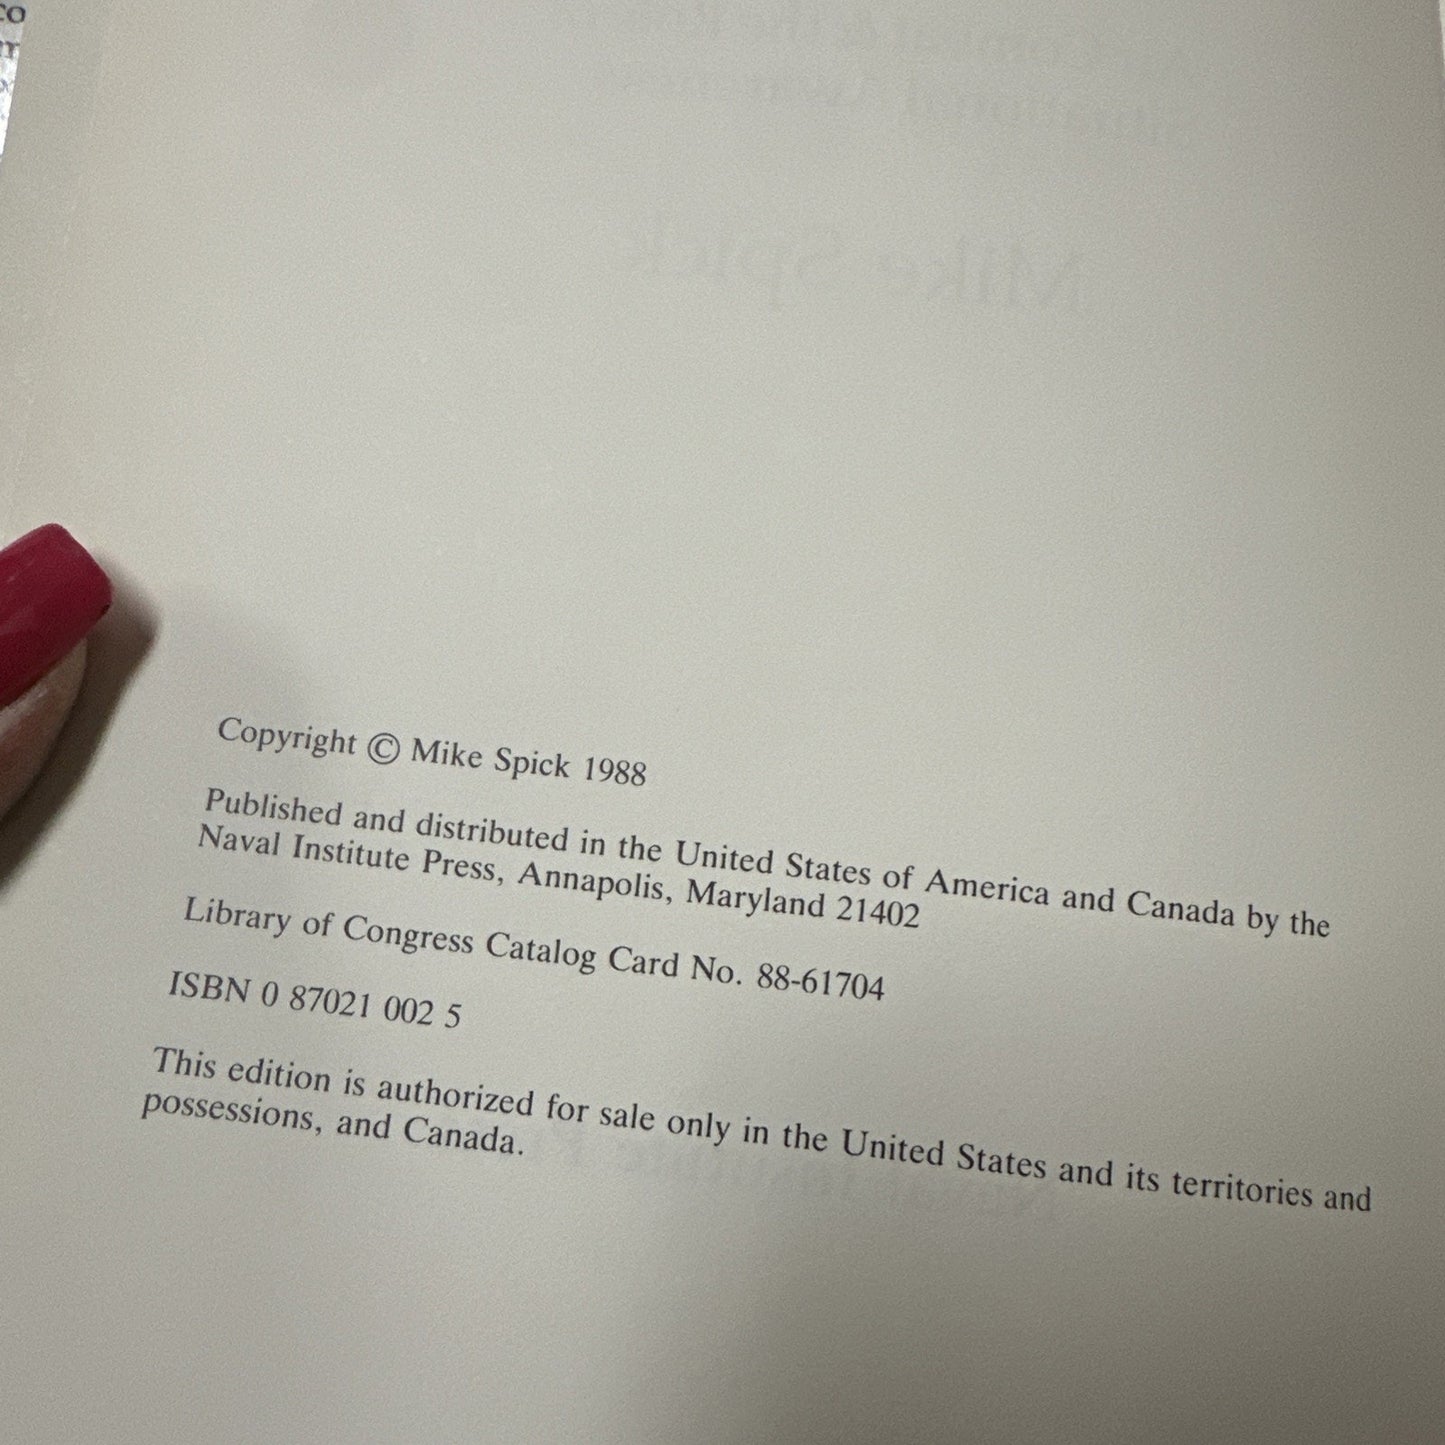 Mike Spick
Copyright © Mike Spick 1988
Published and distributed in the United States of America and Canada by the
Naval Institute Press, Annapolis, Maryland 21402
Library of Congress Catalog Card No. 88-61704
ISBN 0 87021 002 5
This edition is authorized for sale only in the United States and its territories and
possessions, and Canada.